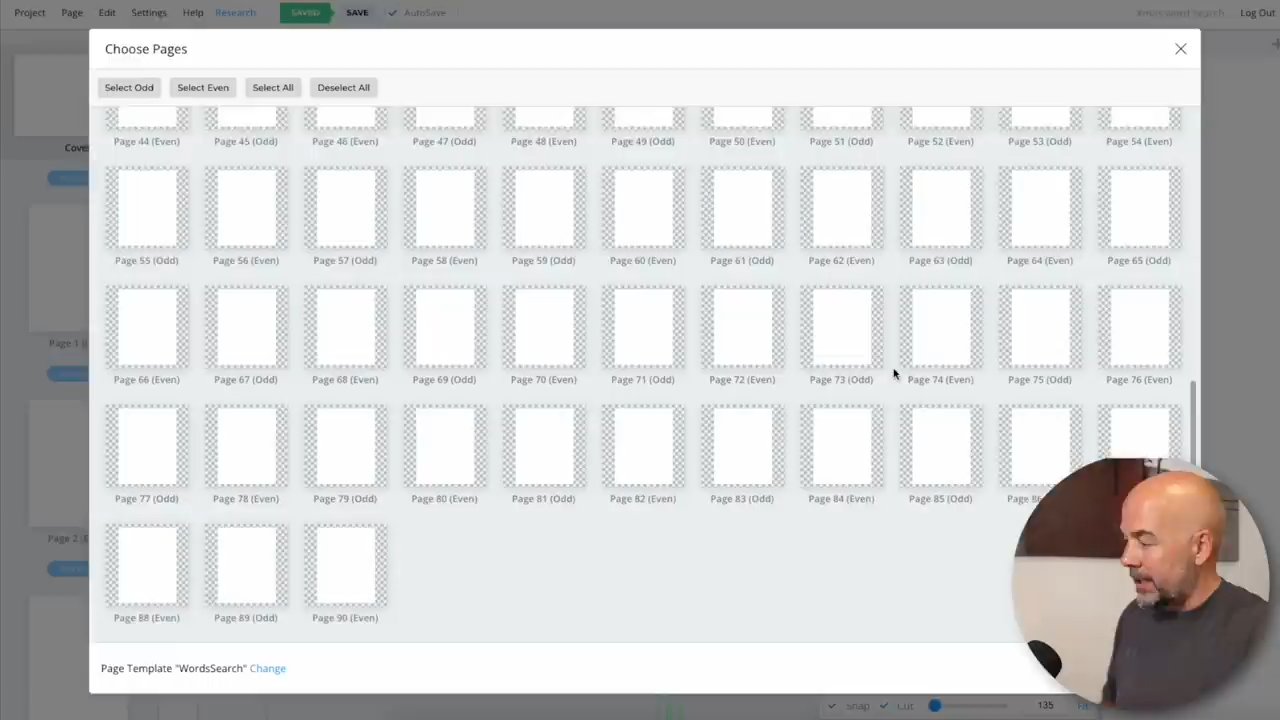 Project Page Edit Settings Help Research SAVED SAVE AutoSave Xmas word search Log Out
Choose Pages
Select Odd Select Even Select All Deselect All
Page 44 (Even) Page 45 (Odd) Page 46 (Even) Page 47 (Odd) Page 48 (Even) Page 49 (Odd) Page 50 (Even) Page 51 (Odd) Page 52 (Even) Page 53 (Odd) Page 54 (Even)
Page 55 (Odd) Page 56 (Even) Page 57 (Odd) Page 58 (Even) Page 59 (Odd) Page 60 (Even) Page 61 (Odd) Page 62 (Even) Page 63 (Odd) Page 64 (Even) Page 65 (Odd)
Page 66 (Even) Page 67 (Odd) Page 68 (Even) Page 69 (Odd) Page 70 (Even) Page 71 (Odd) Page 72 (Even) Page 73 (Odd) Page 74 (Even) Page 75 (Odd) Page 76 (Even)
Page 1
Page 77 (Odd) Page 78 (Even) Page 79 (Odd) Page 80 (Even) Page 81 (Odd) Page 82 (Even) Page 83 (Odd) Page 84 (Even) Page 85 (Odd) Page
Page 2
Page 88 (Even) Page 89 (Odd) Page 90 (Even)
Page Template "WordsSearch" Change
Snap Cut 135 Fit